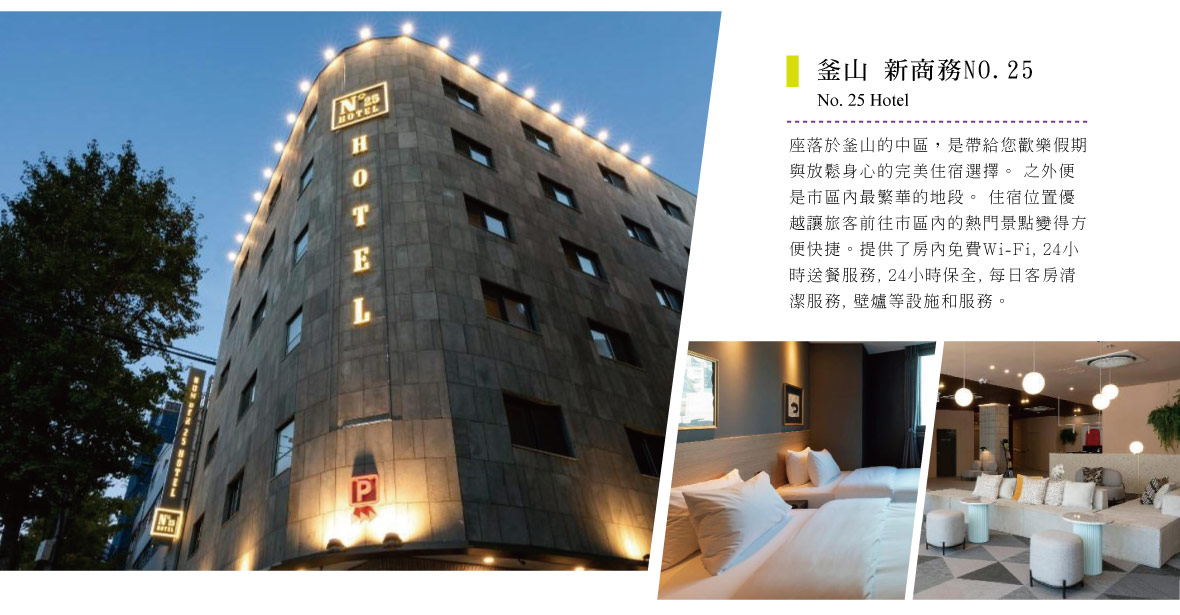 N° 25
HOTEL
HOTEL
P
NUMBER 25 HOTEL
N° 25
HOTEL
釜山 新商務NO.25
No. 25 Hotel
座落於釜山的中區，是帶給您歡樂假期
與放鬆身心的完美住宿選擇。 之外便
是市區內最繁華的地段。 住宿位置優
越讓旅客前往市區內的熱門景點變得方
便快捷。提供了房內免費Wi-Fi, 24小
時送餐服務, 24小時保全, 每日客房清
潔服務, 壁爐等設施和服務。